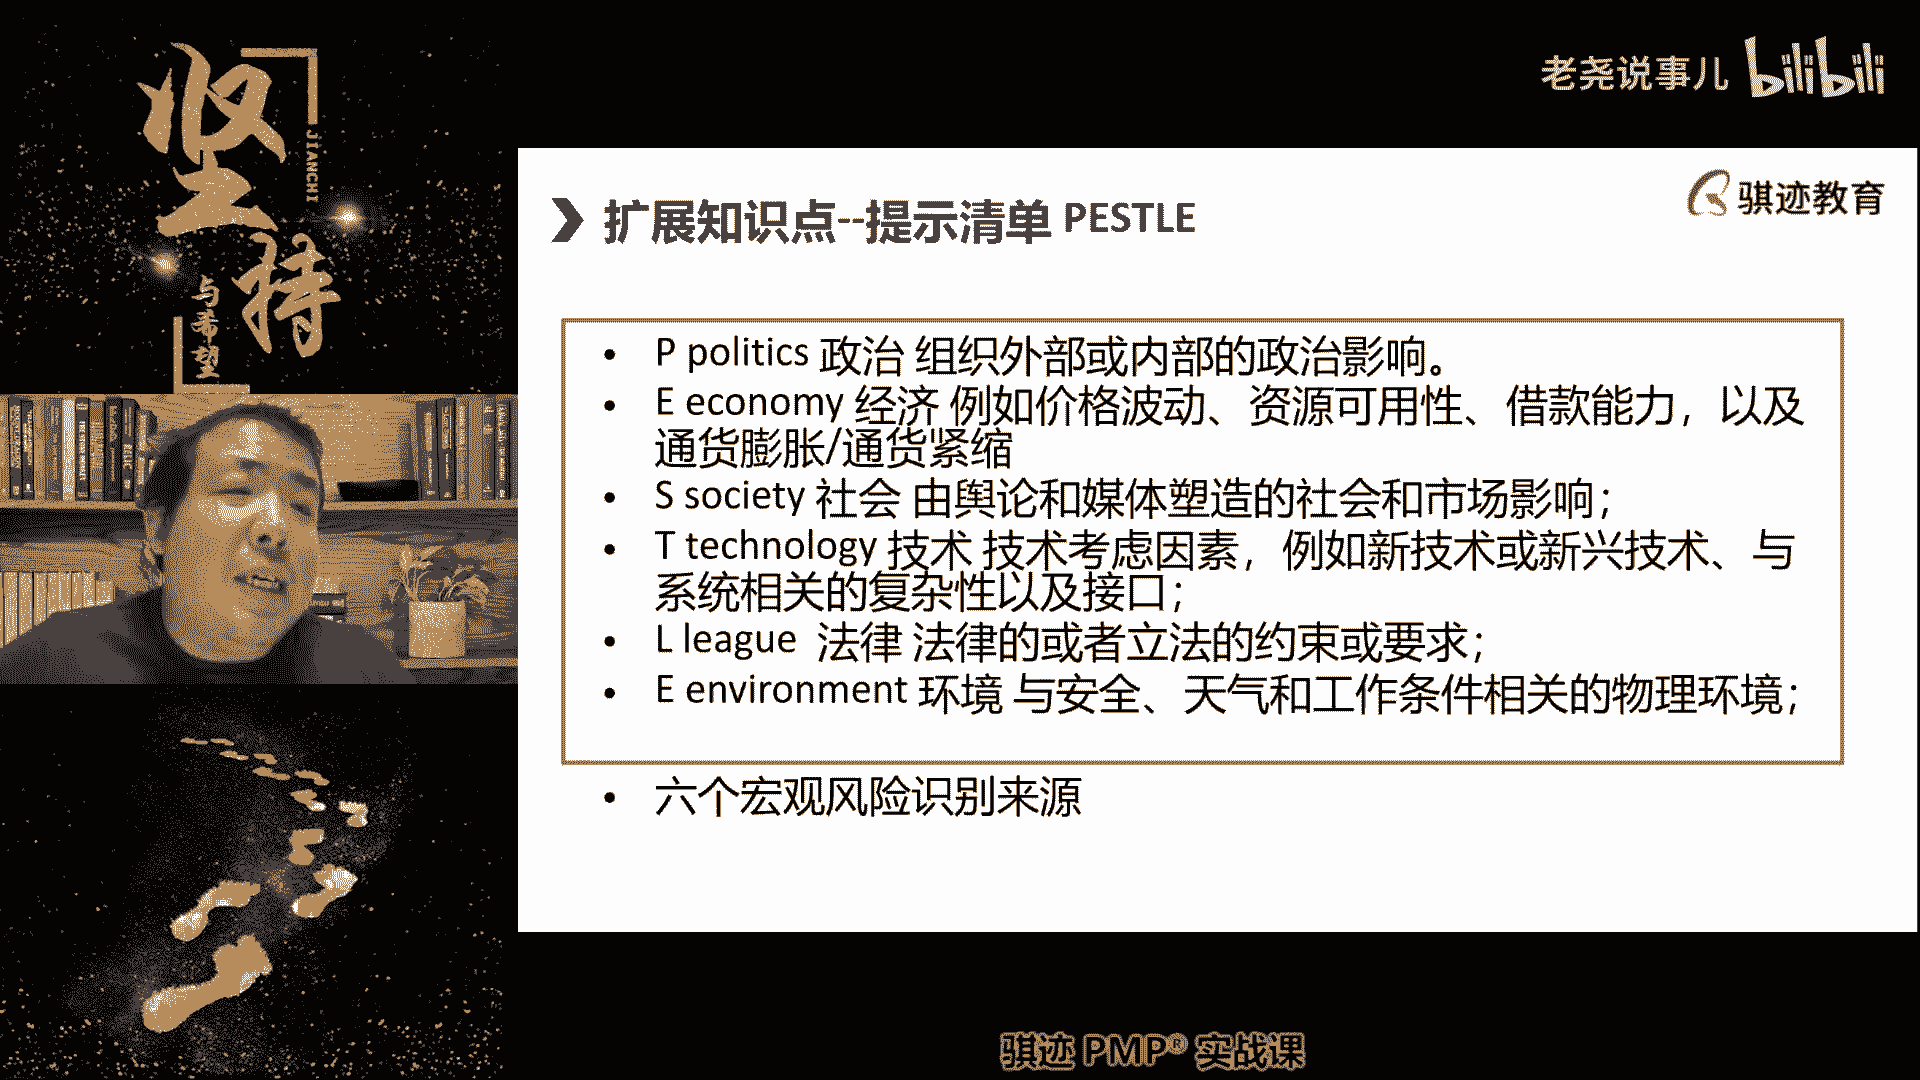 坚持
JIANCHI
与希望
老尧说事儿 bilibili
骐迹教育
扩展知识点--提示清单 PESTLE
• P politics 政治 组织外部或内部的政治影响。
• E economy 经济 例如价格波动、资源可用性、借款能力，以及
通货膨胀/通货紧缩
• S society 社会 由舆论和媒体塑造的社会和市场影响；
• T technology 技术 技术考虑因素，例如新技术或新兴技术、与
系统相关的复杂性以及接口；
• L league 法律 法律的或者立法的约束或要求；
• E environment 环境 与安全、天气和工作条件相关的物理环境；
• 六个宏观风险识别来源
骐迹 PMP® 实战课